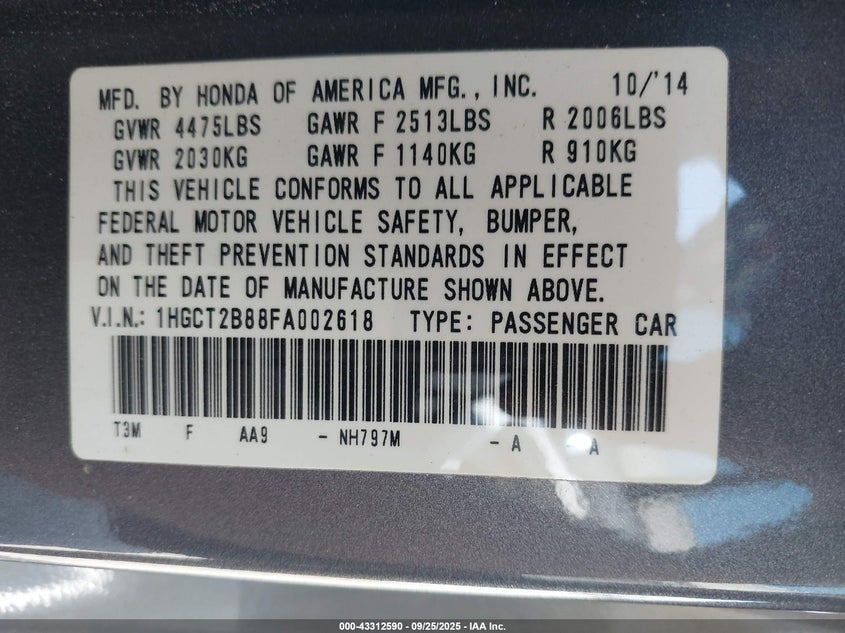 MFD. BY HONDA OF AMERICA MFG., INC. 10/'14
GVWR 4475LBS GAWR F 2513LBS R 2006LBS
GVWR 2030KG GAWR F 1140KG R 910KG
THIS VEHICLE CONFORMS TO ALL APPLICABLE
FEDERAL MOTOR VEHICLE SAFETY, BUMPER,
AND THEFT PREVENTION STANDARDS IN EFFECT
ON THE DATE OF MANUFACTURE SHOWN ABOVE.
V.I.N.: 1HGCT2B88FA002618 TYPE: PASSENGER CAR
T3M F AA9 - NH797M - A A
000-43312590 - 09/25/2025 - IAA Inc.